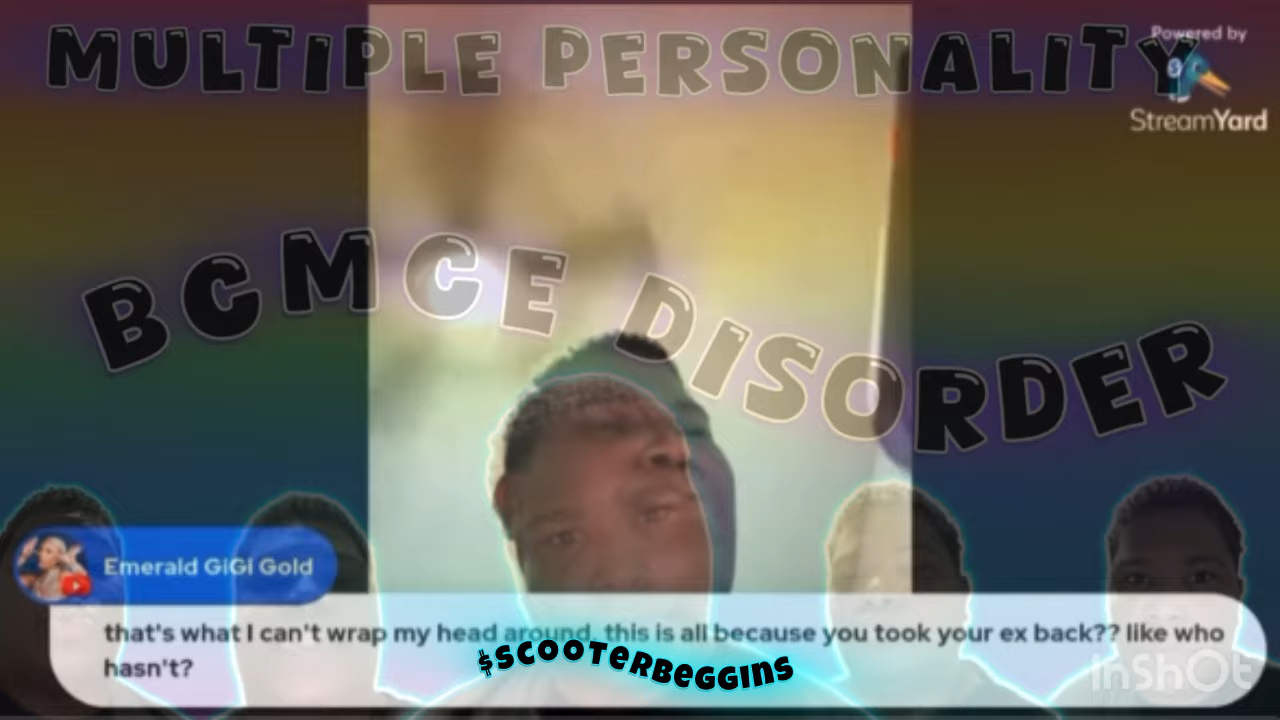 MULTIPLE PERSONALITY
Powered by
StreamYard
BCMCE DISORDER
Emerald GiGi Gold
that's what I can't wrap my head around, this is all because you took your ex back?? like who
hasn't?
$SCOOTERBEGGINS
InShOt